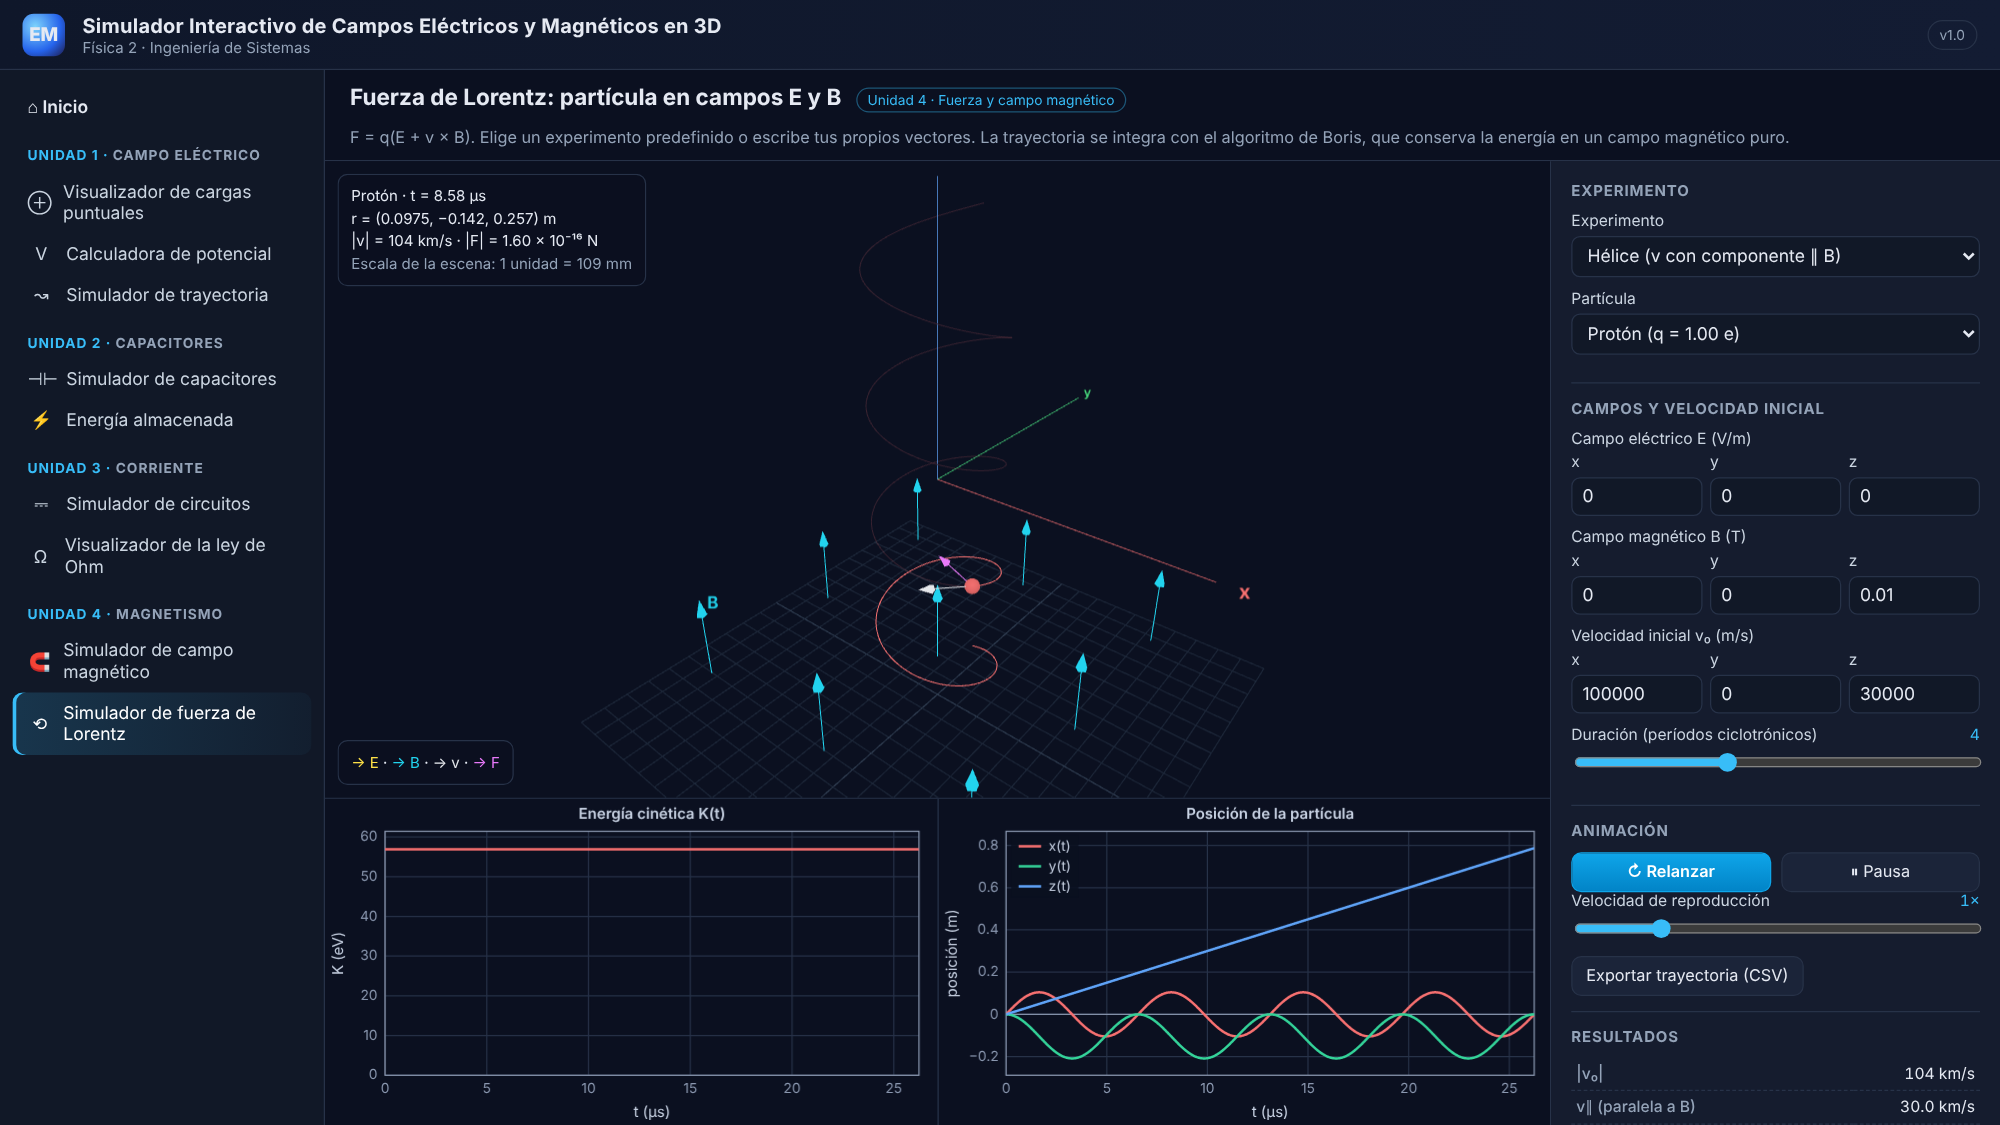 EM
Simulador Interactivo de Campos Eléctricos y Magnéticos en 3D
Física 2 · Ingeniería de Sistemas
v1.0
⌂ Inicio
UNIDAD 1 · CAMPO ELÉCTRICO
Visualizador de cargas
puntuales
V Calculadora de potencial
↝ Simulador de trayectoria
UNIDAD 2 · CAPACITORES
⊣⊢ Simulador de capacitores
⚡ Energía almacenada
UNIDAD 3 · CORRIENTE
⎓ Simulador de circuitos
Ω Visualizador de la ley de
Ohm
UNIDAD 4 · MAGNETISMO
🧲 Simulador de campo
magnético
⟲ Simulador de fuerza de
Lorentz
Fuerza de Lorentz: partícula en campos E y B
Unidad 4 · Fuerza y campo magnético
F = q(E + v × B). Elige un experimento predefinido o escribe tus propios vectores. La trayectoria se integra con el algoritmo de Boris, que conserva la energía en un campo magnético puro.
Protón · t = 8.58 µs
r = (0.0975, −0.142, 0.257) m
|v| = 104 km/s · |F| = 1.60 × 10⁻¹⁶ N
Escala de la escena: 1 unidad = 109 mm
y
x
B
→ E · → B · → v · → F
Energía cinética K(t)
K (eV)
60
50
40
30
20
10
0
0 5 10 15 20 25
t (µs)
Posición de la partícula
posición (m)
x(t)
y(t)
z(t)
0.8
0.6
0.4
0.2
0
−0.2
0 5 10 15 20 25
t (µs)
EXPERIMENTO
Experimento
Hélice (v con componente ∥ B)
Partícula
Protón (q = 1.00 e)
CAMPOS Y VELOCIDAD INICIAL
Campo eléctrico E (V/m)
x y z
0 0 0
Campo magnético B (T)
x y z
0 0 0.01
Velocidad inicial v₀ (m/s)
x y z
100000 0 30000
Duración (períodos ciclotrónicos) 4
ANIMACIÓN
↻ Relanzar
⏸ Pausa
Velocidad de reproducción 1×
Exportar trayectoria (CSV)
RESULTADOS
|v₀| 104 km/s
v∥ (paralela a B) 30.0 km/s